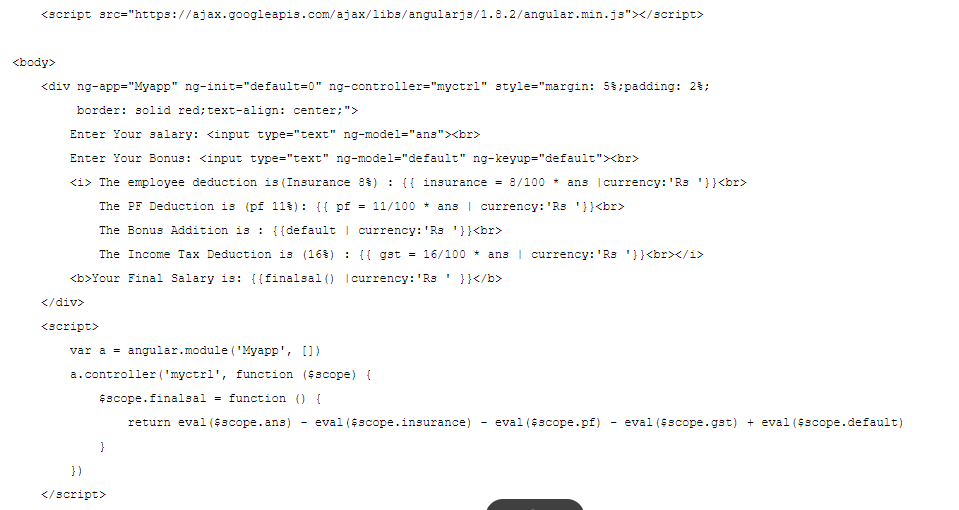 <script src="https://ajax.googleapis.com/ajax/libs/angularjs/1.8.2/angular.min.js"></script>
<body>
<div ng-app="Myapp" ng-init="default=0" ng-controller="myctrl" style="margin: 5%;padding: 2%;
border: solid red;text-align: center;">
Enter Your salary: <input type="text" ng-model="ans"><br>
Enter Your Bonus: <input type="text" ng-model="default" ng-keyup="default"><br>
<i> The employee deduction is(Insurance 8%) : {{ insurance = 8/100 * ans |currency:'Rs '}}<br>
The PF Deduction is (pf 11%): {{ pf = 11/100 * ans | currency:'Rs '}}<br>
The Bonus Addition is : {{default | currency:'Rs '}}<br>
The Income Tax Deduction is (16%) : {{ gst = 16/100 * ans | currency:'Rs '}}<br></i>
<b>Your Final Salary is: {{finalsal() |currency:'Rs ' }}</b>
</div>
<script>
var a = angular.module('Myapp', [])
a.controller('myctrl', function ($scope) {
$scope.finalsal = function () {
return eval($scope.ans) - eval($scope.insurance) - eval($scope.pf) - eval($scope.gst) + eval($scope.default)
}
})
</script>